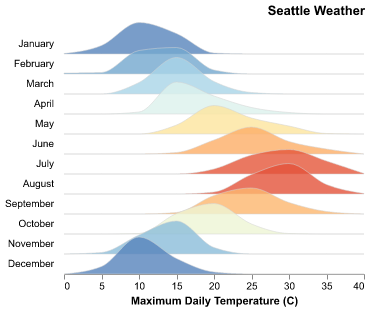 Seattle Weather
January
February
March
April
May
June
July
August
September
October
November
December
0 5 10 15 20 25 30 35 40
Maximum Daily Temperature (C)